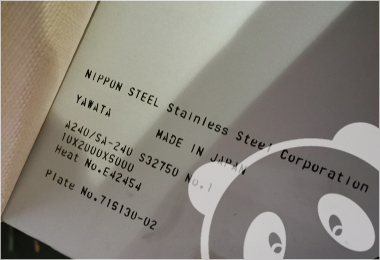 NIPPON STEEL Stainless Steel Corporation
YAWATA MADE IN JAPAN
A240/SA-240 S32750 No.1
10X2000X5000
Heat No.E42454
Plate No.716130-02